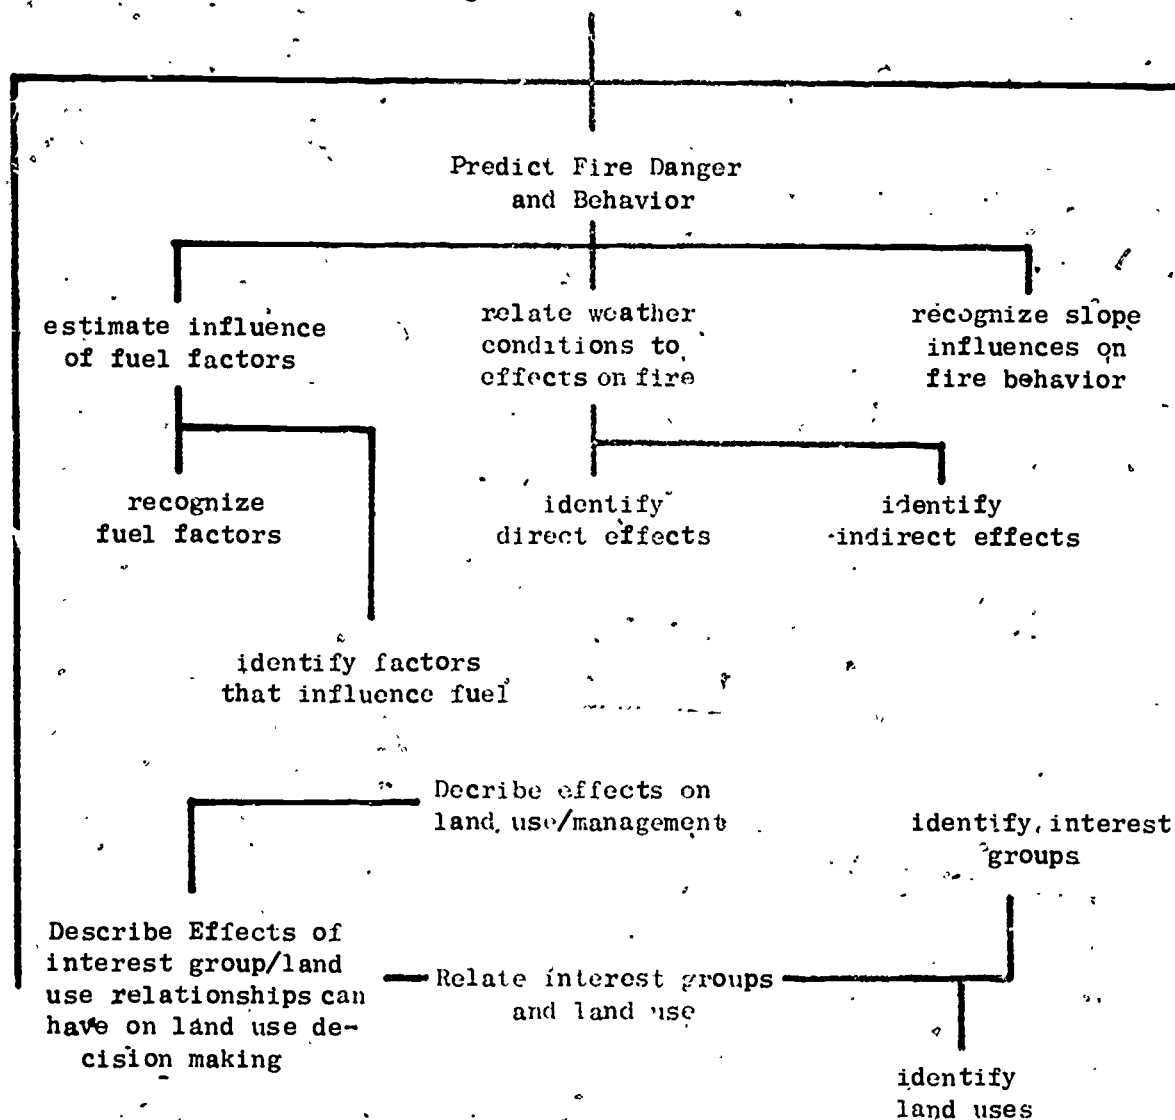 Predict Fire Danger
and Behavior
estimate influence
of fuel factors
relate weather
conditions to
effects on fire
recognize slope
influences on
fire behavior
recognize
fuel factors
identify
direct effects
identify
indirect effects
identify factors
that influence fuel
Decribe effects on
land use/management
identify interest
groups
Describe Effects of
interest group/land
use relationships can
have on land use de-
cision making
Relate interest groups
and land use
identify
land uses